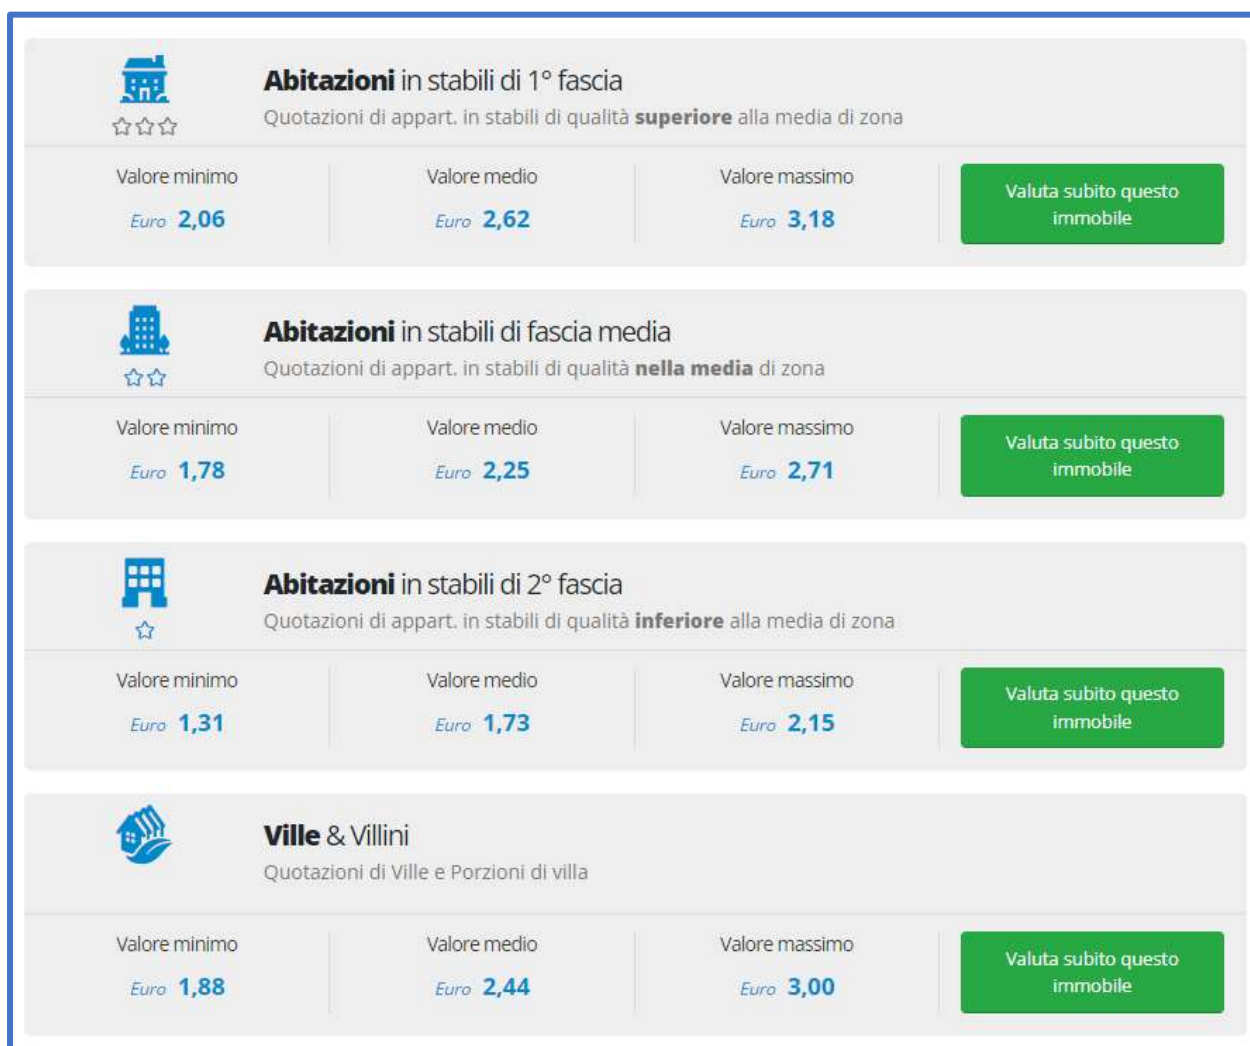 Abitazioni in stabili di 1° fascia
Quotazioni di appart. in stabili di qualità superiore alla media di zona
Valore minimo Valore medio Valore massimo Valuta subito questo immobile
Euro 2,06 Euro 2,62 Euro 3,18
Abitazioni in stabili di fascia media
Quotazioni di appart. in stabili di qualità nella media di zona
Valore minimo Valore medio Valore massimo Valuta subito questo immobile
Euro 1,78 Euro 2,25 Euro 2,71
Abitazioni in stabili di 2° fascia
Quotazioni di appart. in stabili di qualità inferiore alla media di zona
Valore minimo Valore medio Valore massimo Valuta subito questo immobile
Euro 1,31 Euro 1,73 Euro 2,15
Ville & Villini
Quotazioni di Ville e Porzioni di villa
Valore minimo Valore medio Valore massimo Valuta subito questo immobile
Euro 1,88 Euro 2,44 Euro 3,00